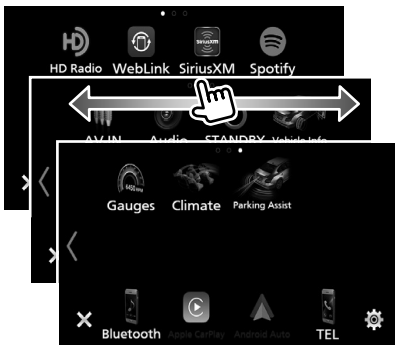 HD Radio WebLink SiriusXM Spotify
AV-IN Audio STANDBY Vehicle Info
Gauges Climate Parking Assist
Bluetooth Apple CarPlay Android Auto TEL